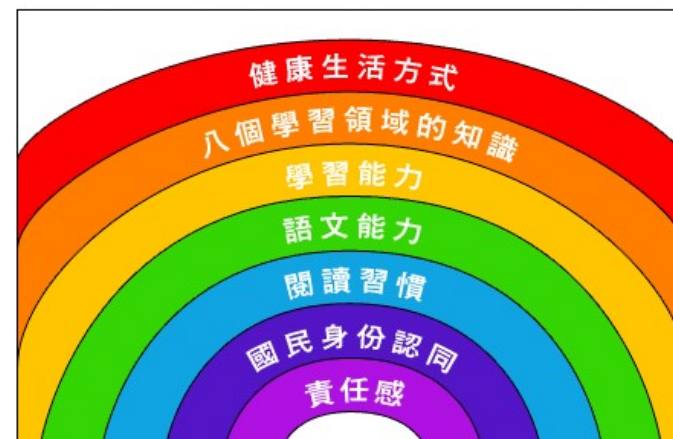 健康生活方式
八個學習領域的知識
學習能力
語文能力
閱讀習慣
國民身份認同
責任感